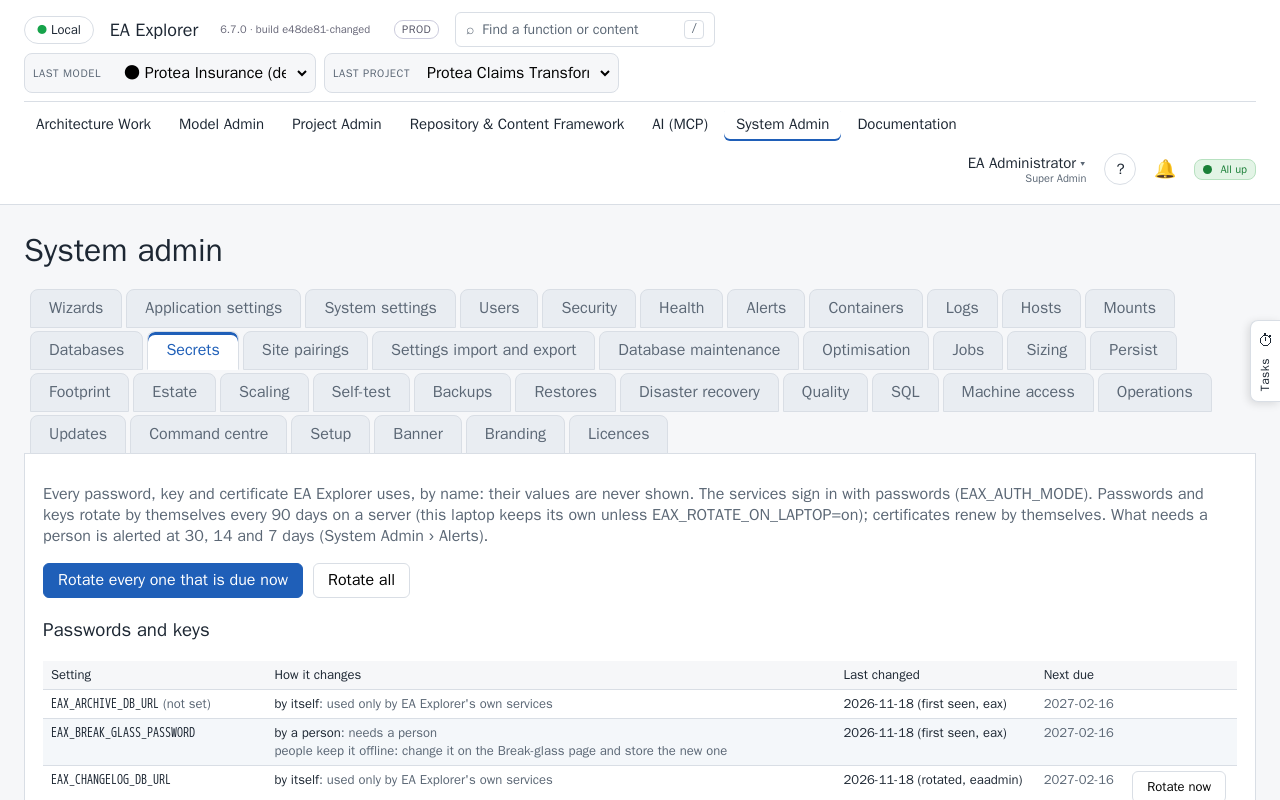 Local
EA Explorer
6.7.0 · build e48de81-changed
PROD
Find a function or content
/
LAST MODEL
Protea Insurance (de
LAST PROJECT
Protea Claims Transfor
Architecture Work
Model Admin
Project Admin
Repository & Content Framework
AI (MCP)
System Admin
Documentation
EA Administrator
Super Admin
?
All up
System admin
Wizards
Application settings
System settings
Users
Security
Health
Alerts
Containers
Logs
Hosts
Mounts
Databases
Secrets
Site pairings
Settings import and export
Database maintenance
Optimisation
Jobs
Sizing
Persist
Footprint
Estate
Scaling
Self-test
Backups
Restores
Disaster recovery
Quality
SQL
Machine access
Operations
Updates
Command centre
Setup
Banner
Branding
Licences
Tasks
Every password, key and certificate EA Explorer uses, by name: their values are never shown. The services sign in with passwords (EAX_AUTH_MODE). Passwords and
keys rotate by themselves every 90 days on a server (this laptop keeps its own unless EAX_ROTATE_ON_LAPTOP=on); certificates renew by themselves. What needs a
person is alerted at 30, 14 and 7 days (System Admin › Alerts).
Rotate every one that is due now
Rotate all
Passwords and keys
Setting
How it changes
Last changed
Next due
EAX_ARCHIVE_DB_URL (not set)
by itself: used only by EA Explorer's own services
2026-11-18 (first seen, eax)
2027-02-16
EAX_BREAK_GLASS_PASSWORD
by a person: needs a person
people keep it offline: change it on the Break-glass page and store the new one
2026-11-18 (first seen, eax)
2027-02-16
EAX_CHANGELOG_DB_URL
by itself: used only by EA Explorer's own services
2026-11-18 (rotated, eaadmin)
2027-02-16
Rotate now